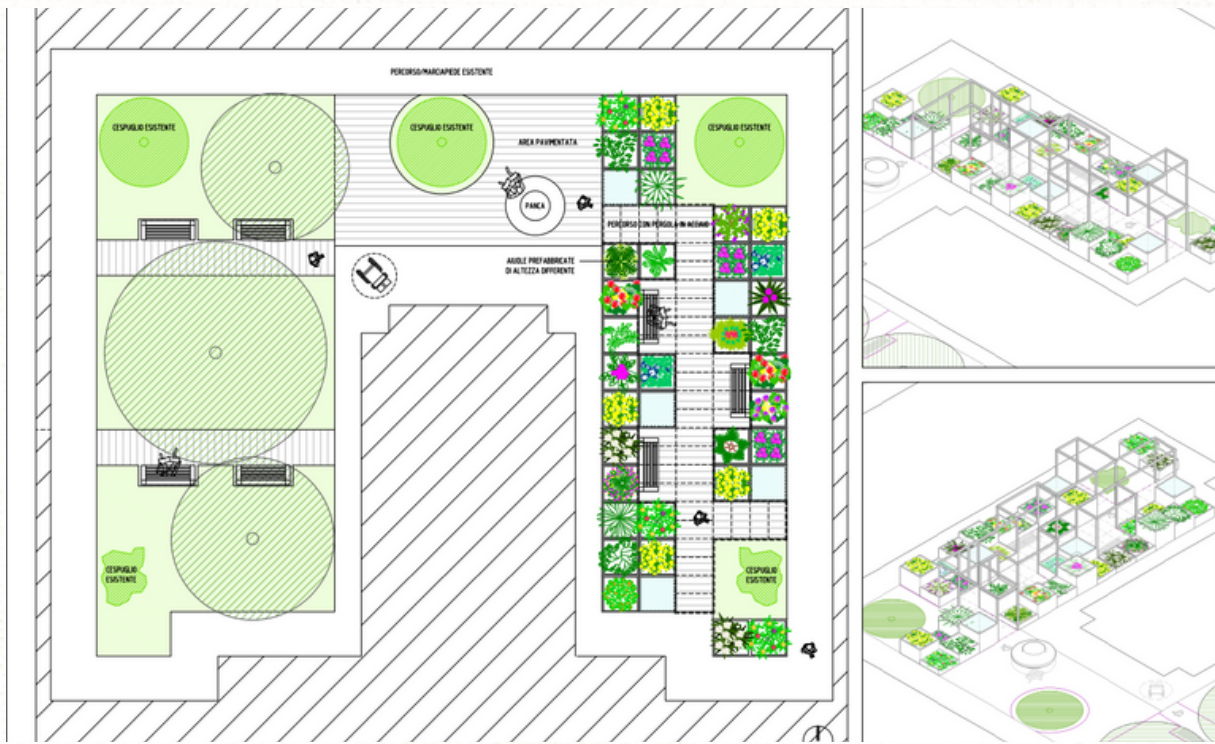 PERCORSO/MARCIAPIEDE ESISTENTE
CESPUGLIO ESISTENTE
CESPUGLIO ESISTENTE
AREA PAVIMENTATA
CESPUGLIO ESISTENTE
PANCA
PERCORSO CON PERGOLA IN ACCIAIO
AIUOLE PREFABBRICATE
DI ALTEZZA DIFFERENTE
CESPUGLIO
ESISTENTE
CESPUGLIO
ESISTENTE